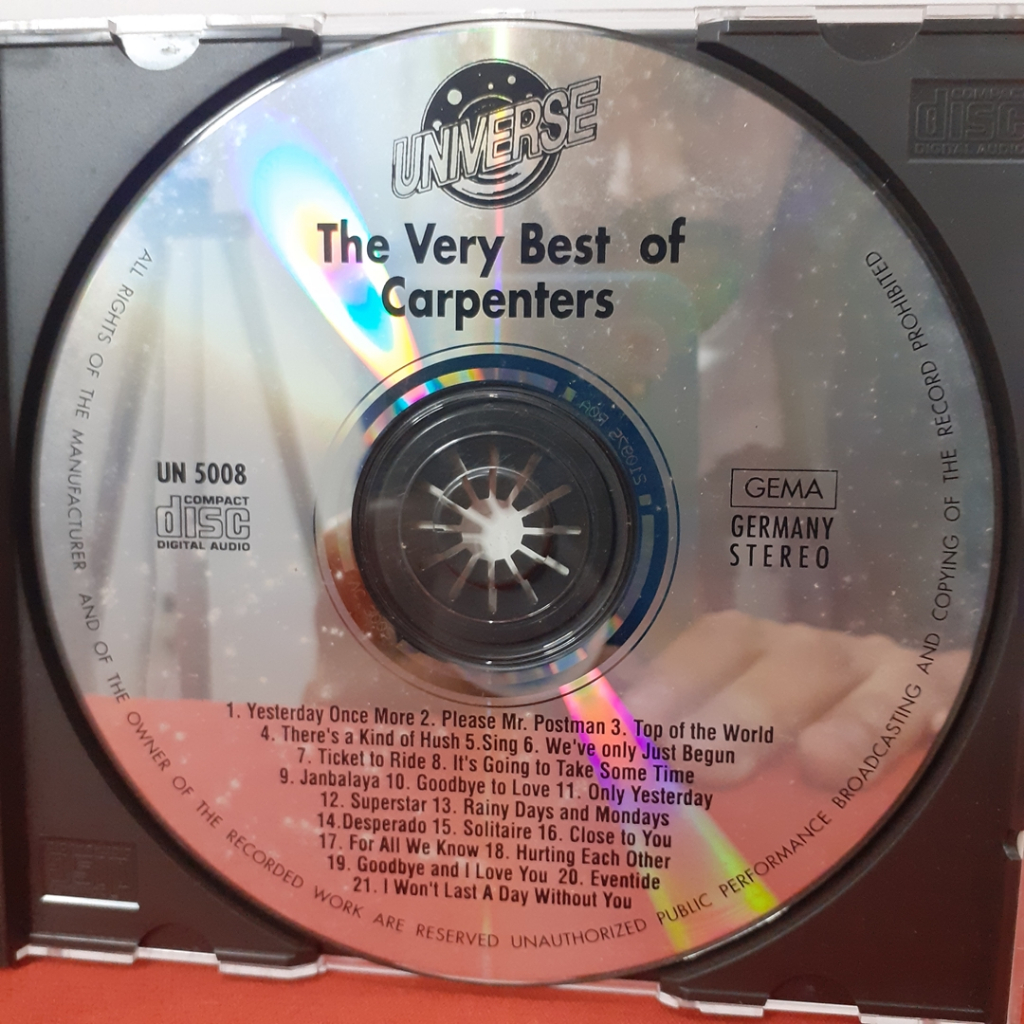 UNIVERSE
The Very Best of
Carpenters
UN 5008
COMPACT
disc
DIGITAL AUDIO
GEMA
GERMANY
STEREO
1. Yesterday Once More 2. Please Mr. Postman 3. Top of the World
4. There's a Kind of Hush 5.Sing 6. We've only Just Begun
7. Ticket to Ride 8. It's Going to Take Some Time
9. Janbalaya 10. Goodbye to Love 11. Only Yesterday
12. Superstar 13. Rainy Days and Mondays
14.Desperado 15. Solitaire 16. Close to You
17. For All We Know 18. Hurting Each Other
19. Goodbye and I Love You 20. Eventide
21. I Won't Last A Day Without You
ALL RIGHTS OF THE MANUFACTURER AND OF THE OWNER OF THE RECORDED WORK ARE RESERVED UNAUTHORIZED PUBLIC PERFORMANCE BROADCASTING AND COPYING OF THE RECORD PROHIBITED
COMPACT
disc
DIGITAL AUDIO